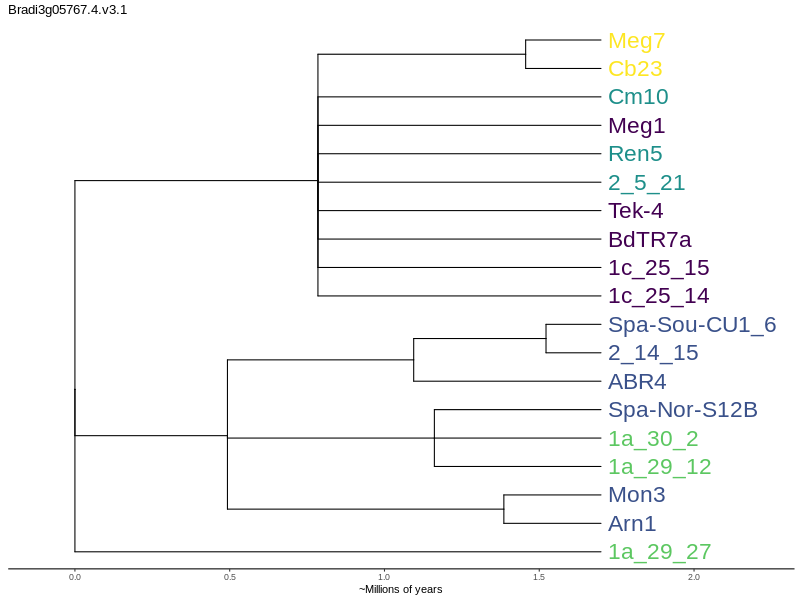 Bradi3g05767.4.v3.1
Meg7
Cb23
Cm10
Meg1
Ren5
2_5_21
Tek-4
BdTR7a
1c_25_15
1c_25_14
Spa-Sou-CU1_6
2_14_15
ABR4
Spa-Nor-S12B
1a_30_2
1a_29_12
Mon3
Arn1
1a_29_27
0.0 0.5 1.0 1.5 2.0
~Millions of years